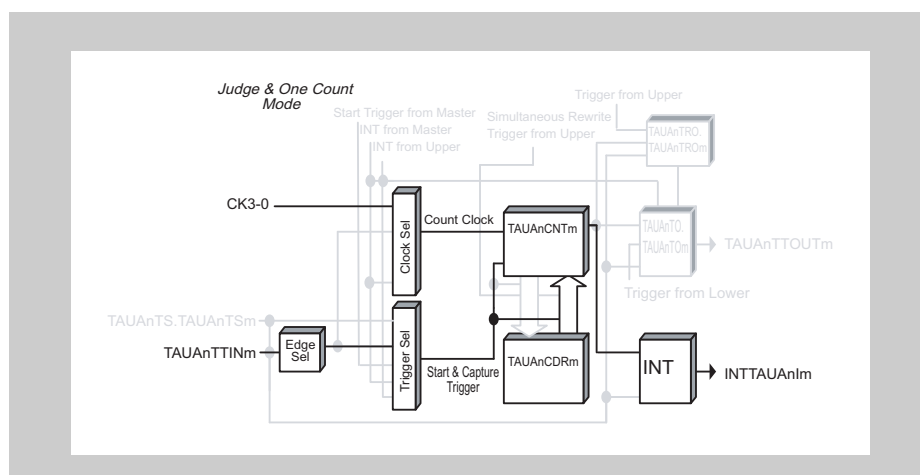 Judge & One Count
Mode
Trigger from Upper
Start Trigger from Master
INT from Master
INT from Upper
Simultaneous Rewrite
Trigger from Upper
TAUAnTRO.
TAUAnTROm
CK3-0
Clock Sel
Count Clock
TAUAnCNTm
TAUAnTO.
TAUAnTOm
TAUAnTTOUTm
Trigger from Lower
TAUAnTS.TAUAnTSm
TAUAnTTINm
Edge
Sel
Trigger Sel
Start & Capture
Trigger
TAUAnCDRm
INT
INTTAUAnIm